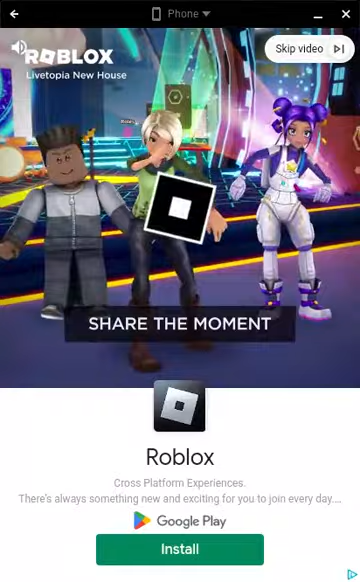 Phone
ROBLOX
Livetopia New House
Skip video
SHARE THE MOMENT
Roblox
Cross Platform Experiences.
There's always something new and exciting for you to join every day....
Google Play
Install